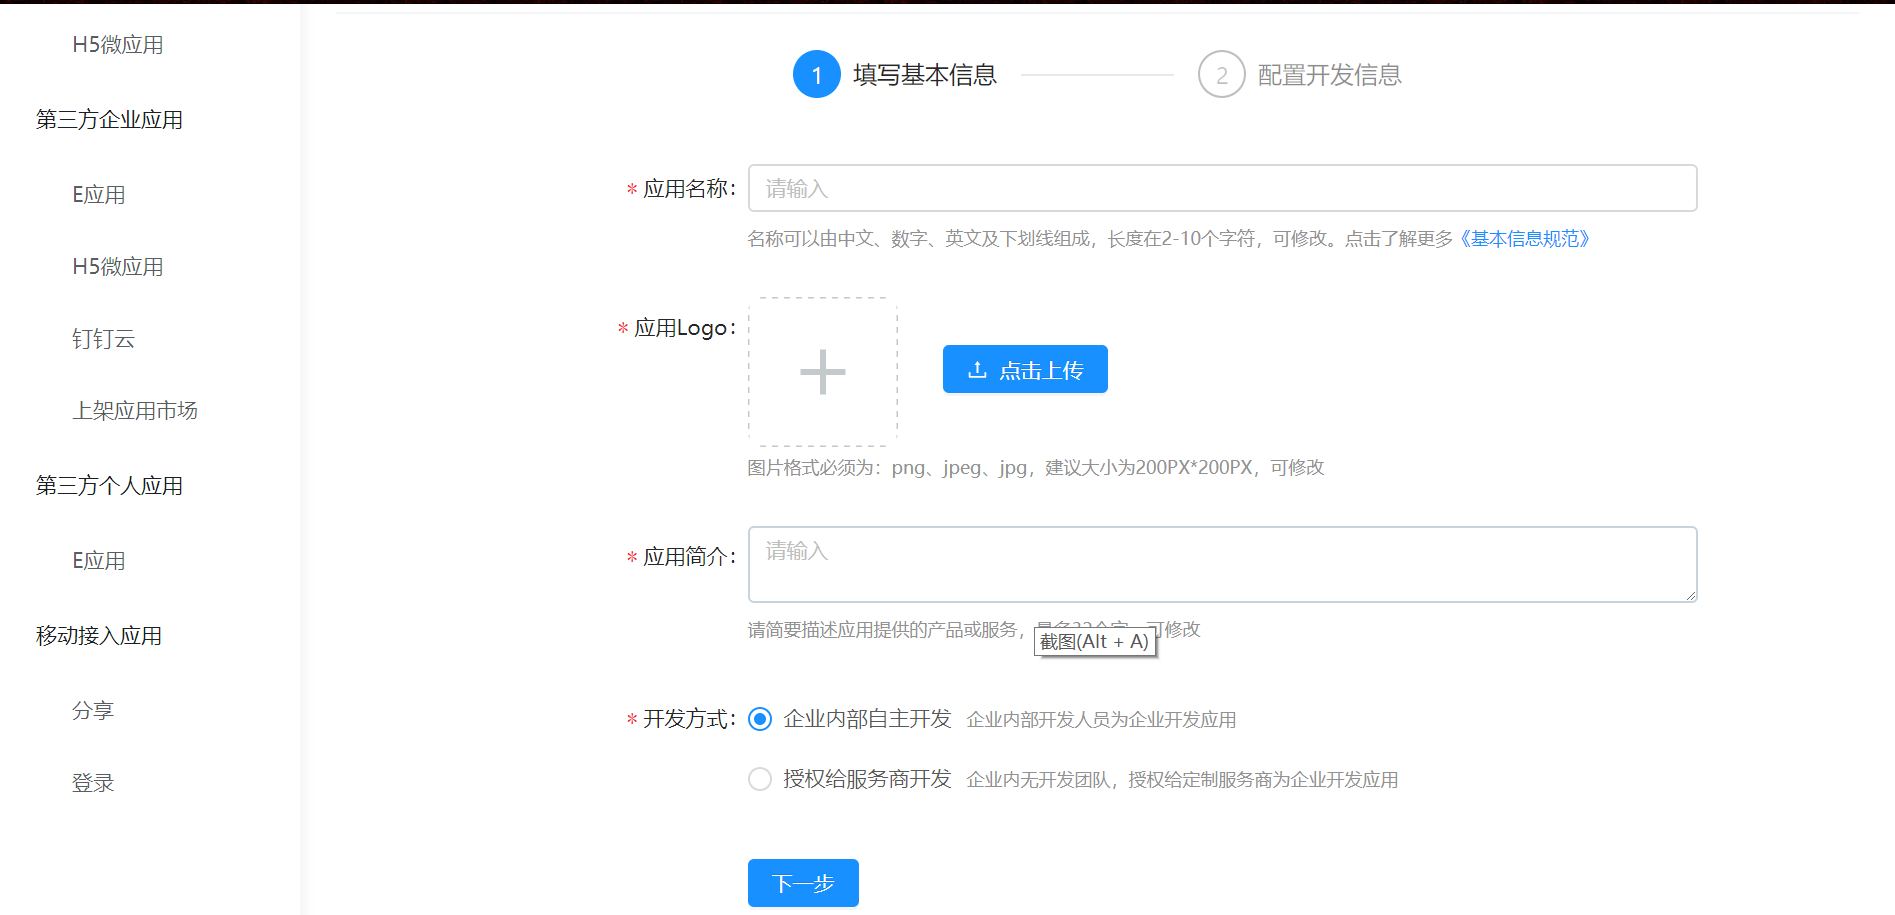 H5微应用
第三方企业应用
E应用
H5微应用
钉钉云
上架应用市场
第三方个人应用
E应用
移动接入应用
分享
登录
1 填写基本信息
2 配置开发信息
* 应用名称：
请输入
名称可以由中文、数字、英文及下划线组成，长度在2-10个字符，可修改。点击了解更多《基本信息规范》
* 应用Logo：
点击上传
图片格式必须为：png、jpeg、jpg，建议大小为200PX*200PX，可修改
* 应用简介：
请输入
请简要描述应用提供的产品或服务，可修改
截图(Alt + A)
* 开发方式：
企业内部自主开发 企业内部开发人员为企业开发应用
授权给服务商开发 企业内无开发团队，授权给定制服务商为企业开发应用
下一步